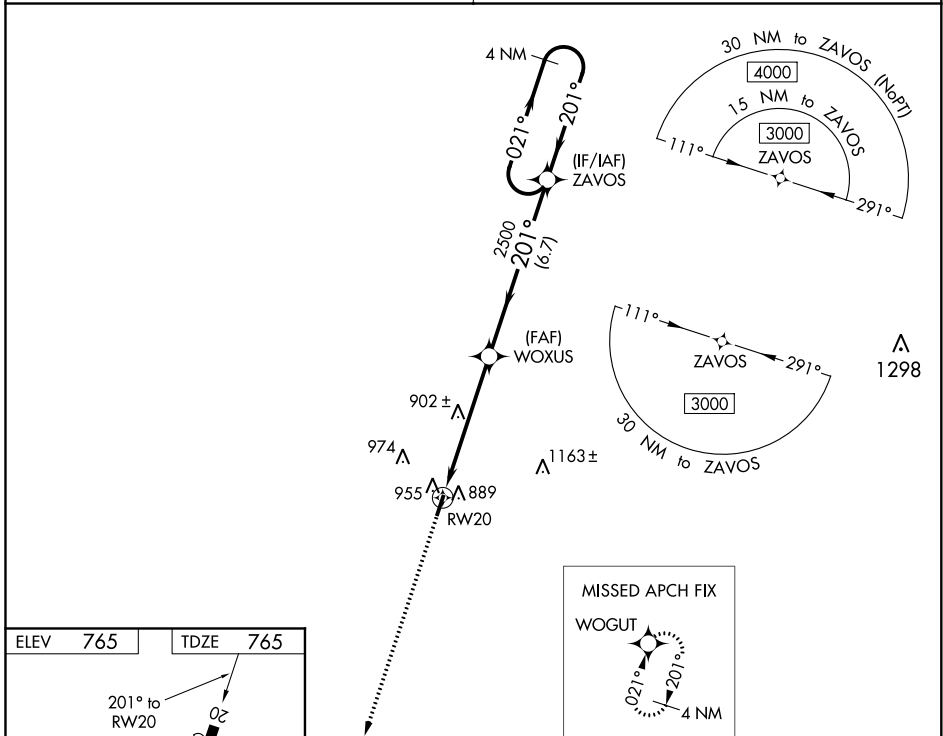 4 NM
021°
201°
(IF/IAF)
ZAVOS
2500
201°
(6.7)
(FAF)
WOXUS
902 ±
974
955
889
1163 ±
RW20
30 NM to ZAVOS (NoPT)
4000
15 NM to ZAVOS
3000
111°
ZAVOS
291°
111°
ZAVOS
291°
3000
30 NM to ZAVOS
1298
MISSED APCH FIX
WOGUT
021°
201°
4 NM
ELEV 765
TDZE 765
201° to
RW20
20